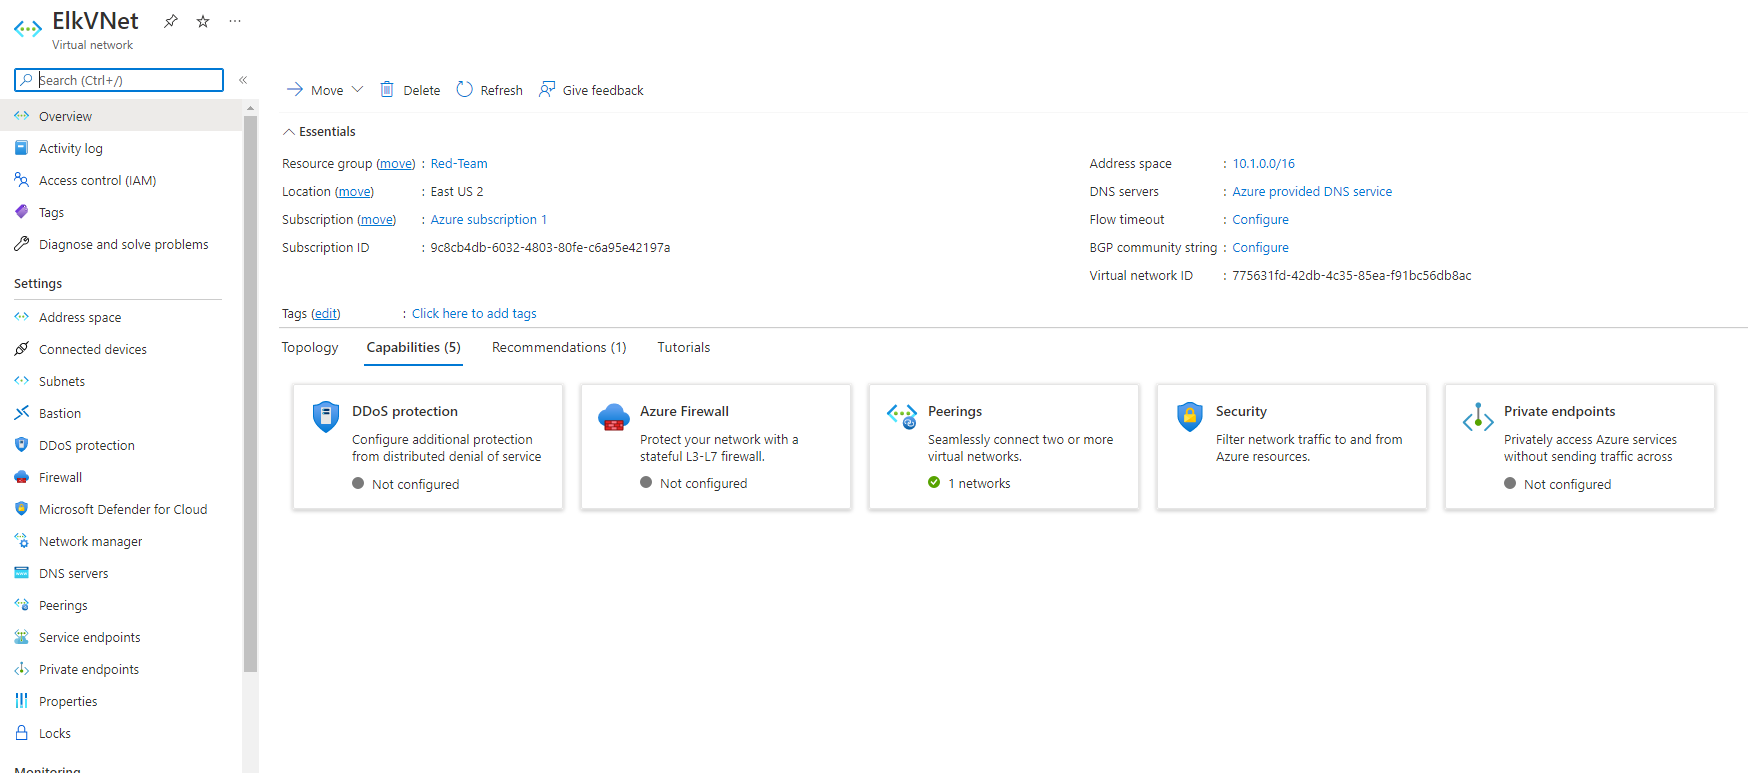 ElkVNet
Virtual network
Search (Ctrl+/)
Overview
Activity log
Access control (IAM)
Tags
Diagnose and solve problems
Settings
Address space
Connected devices
Subnets
Bastion
DDoS protection
Firewall
Microsoft Defender for Cloud
Network manager
DNS servers
Peerings
Service endpoints
Private endpoints
Properties
Locks
Monitoring
Move Delete Refresh Give feedback
Essentials
Resource group (move) : Red-Team
Location (move) : East US 2
Subscription (move) : Azure subscription 1
Subscription ID : 9c8cb4db-6032-4803-80fe-c6a95e42197a
Address space : 10.1.0.0/16
DNS servers : Azure provided DNS service
Flow timeout : Configure
BGP community string : Configure
Virtual network ID : 775631fd-42db-4c35-85ea-f91bc56db8ac
Tags (edit) : Click here to add tags
Topology Capabilities (5) Recommendations (1) Tutorials
DDoS protection
Configure additional protection
from distributed denial of service
Not configured
Azure Firewall
Protect your network with a
stateful L3-L7 firewall.
Not configured
Peerings
Seamlessly connect two or more
virtual networks.
1 networks
Security
Filter network traffic to and from
Azure resources.
Private endpoints
Privately access Azure services
without sending traffic across
Not configured